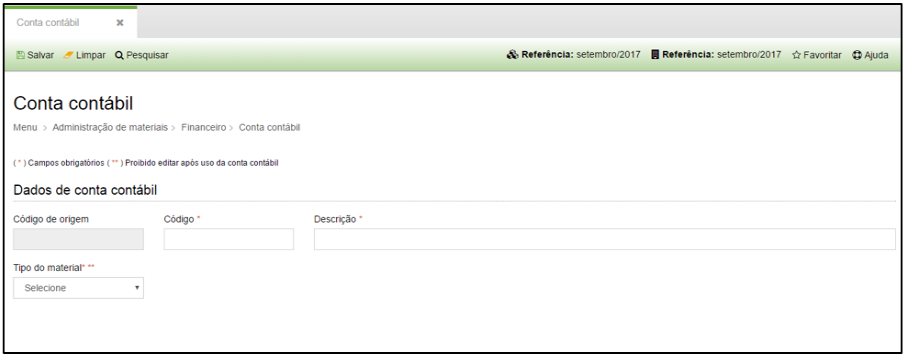 Conta contábil ×
Salvar Limpar Pesquisar Referência: setembro/2017 Referência: setembro/2017 Favoritar Ajuda
Conta contábil
Menu > Administração de materiais > Financeiro > Conta contábil
( * ) Campos obrigatórios ( ** ) Proibido editar após uso da conta contábil
Dados de conta contábil
Código de origem Código * Descrição *
Tipo do material* **
Selecione